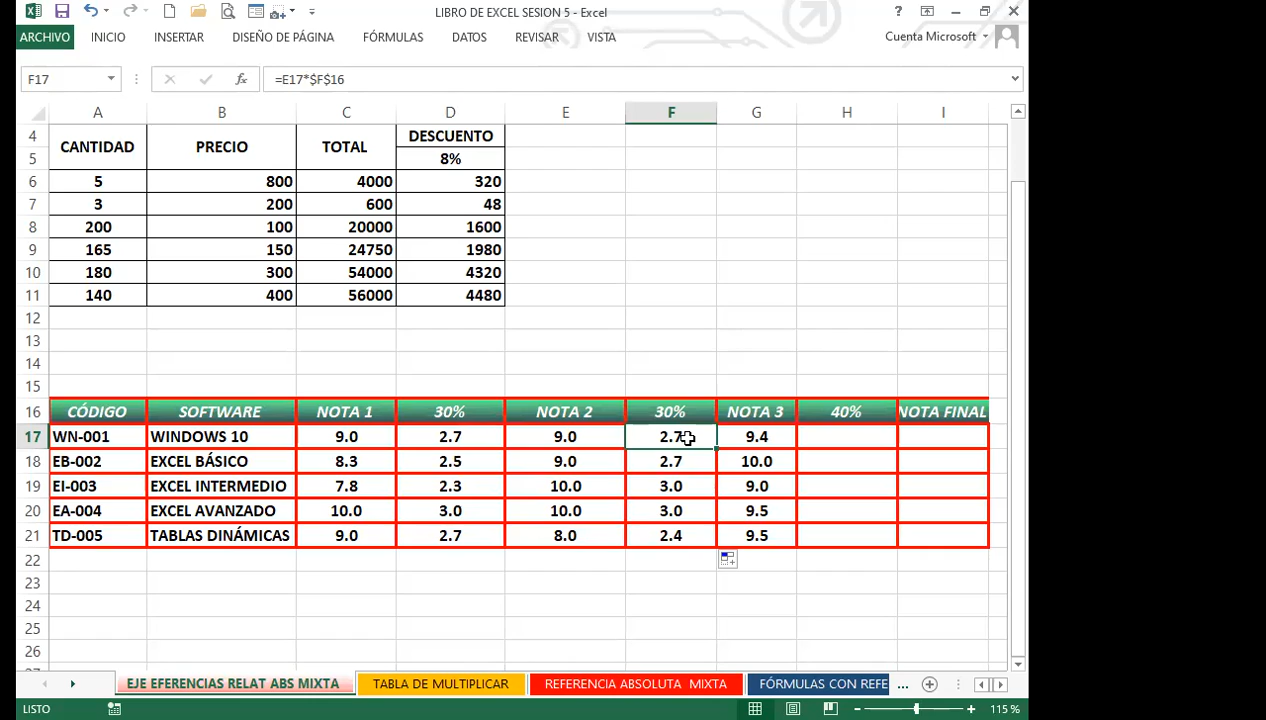 LIBRO DE EXCEL SESION 5 - Excel
?
ARCHIVO INICIO INSERTAR DISEÑO DE PÁGINA FÓRMULAS DATOS REVISAR VISTA Cuenta Microsoft
F17 fx =E17*$F$16
A B C D E F G H I
4 DESCUENTO
CANTIDAD PRECIO TOTAL
5 8%
6 5 800 4000 320
7 3 200 600 48
8 200 100 20000 1600
9 165 150 24750 1980
10 180 300 54000 4320
11 140 400 56000 4480
12
13
14
15
16 CÓDIGO SOFTWARE NOTA 1 30% NOTA 2 30% NOTA 3 40% NOTA FINAL
17 WN-001 WINDOWS 10 9.0 2.7 9.0 2.7 9.4
18 EB-002 EXCEL BÁSICO 8.3 2.5 9.0 2.7 10.0
19 EI-003 EXCEL INTERMEDIO 7.8 2.3 10.0 3.0 9.0
20 EA-004 EXCEL AVANZADO 10.0 3.0 10.0 3.0 9.5
21 TD-005 TABLAS DINÁMICAS 9.0 2.7 8.0 2.4 9.5
22
23
24
25
26
27
EJE EFERENCIAS RELAT ABS MIXTA TABLA DE MULTIPLICAR REFERENCIA ABSOLUTA MIXTA FÓRMULAS CON REFE ...
LISTO 115 %